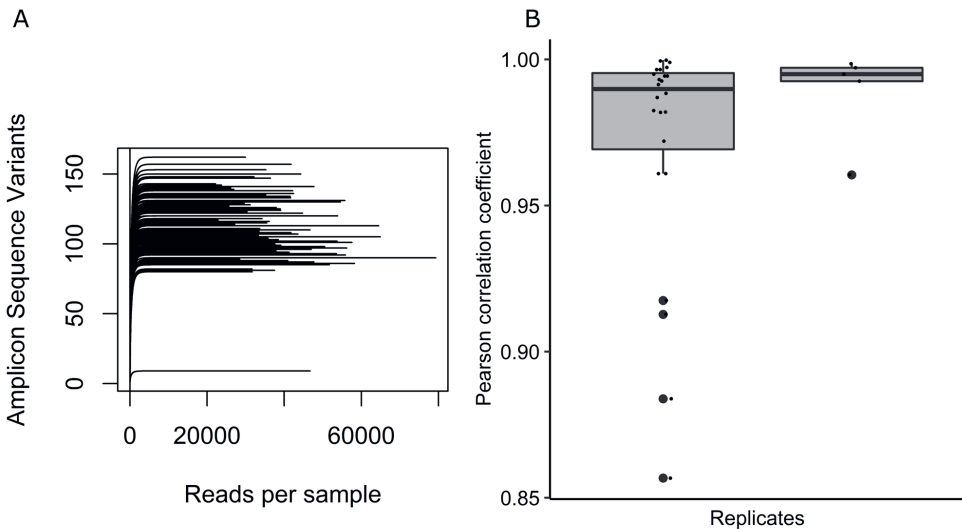 A
Amplicon Sequence Variants
150
100
50
0
0 20000 60000
Reads per sample
B
Pearson correlation coefficient
1.00
0.95
0.90
0.85
Replicates